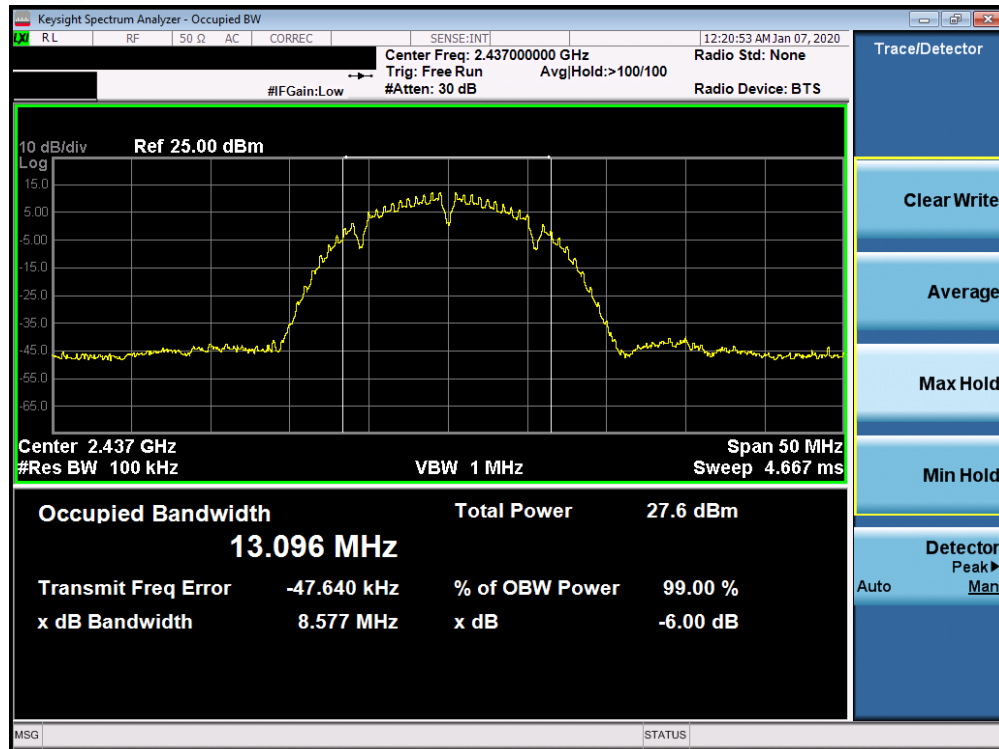 Keysight Spectrum Analyzer - Occupied BW
LXI RL RF 50 Ω AC CORREC SENSE:INT 12:20:53 AM Jan 07, 2020
Center Freq: 2.437000000 GHz Radio Std: None
Trig: Free Run Avg|Hold:>100/100
#IFGain:Low #Atten: 30 dB Radio Device: BTS
10 dB/div Ref 25.00 dBm
Log
15.0
5.00
-5.00
-15.0
-25.0
-35.0
-45.0
-55.0
-65.0
Center 2.437 GHz Span 50 MHz
#Res BW 100 kHz VBW 1 MHz Sweep 4.667 ms
Occupied Bandwidth Total Power 27.6 dBm
13.096 MHz
Transmit Freq Error -47.640 kHz % of OBW Power 99.00 %
x dB Bandwidth 8.577 MHz x dB -6.00 dB
MSG STATUS
Trace/Detector
Clear Write
Average
Max Hold
Min Hold
Detector
Peak▶
Auto Man